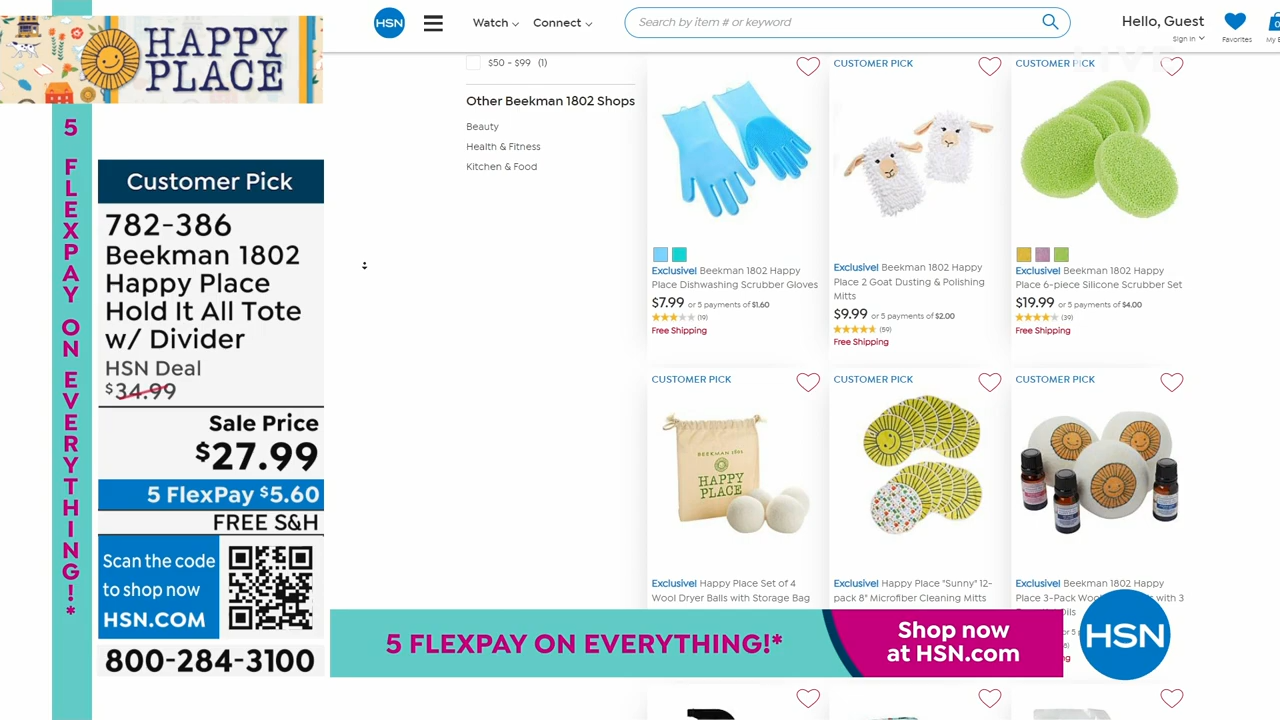 HAPPY
PLACE
5 FLEXPAY ON EVERYTHING!*
Customer Pick
782-386
Beekman 1802
Happy Place
Hold It All Tote
w/ Divider
HSN Deal
$34.99
Sale Price
$27.99
5 FlexPay $5.60
FREE S&H
Scan the code
to shop now
HSN.COM
800-284-3100
HSN
Watch
Connect
Search by item # or keyword
Hello, Guest
Sign In
Favorites
$50 - $99 (1)
Other Beekman 1802 Shops
Beauty
Health & Fitness
Kitchen & Food
Exclusive! Beekman 1802 Happy
Place Dishwashing Scrubber Gloves
$7.99 or 5 payments of $1.60
(19)
Free Shipping
CUSTOMER PICK
Exclusive! Beekman 1802 Happy
Place 2 Goat Dusting & Polishing
Mitts
$9.99 or 5 payments of $2.00
(59)
Free Shipping
CUSTOMER PICK
Exclusive! Beekman 1802 Happy
Place 6-piece Silicone Scrubber Set
$19.99 or 5 payments of $4.00
(39)
Free Shipping
CUSTOMER PICK
BEEKMAN 1802
HAPPY
PLACE
Exclusive! Happy Place Set of 4
Wool Dryer Balls with Storage Bag
CUSTOMER PICK
Exclusive! Happy Place "Sunny" 12-
pack 8" Microfiber Cleaning Mitts
CUSTOMER PICK
Exclusive! Beekman 1802 Happy
Place 3-Pack
with 3
5 FLEXPAY ON EVERYTHING!*
Shop now
at HSN.com
HSN